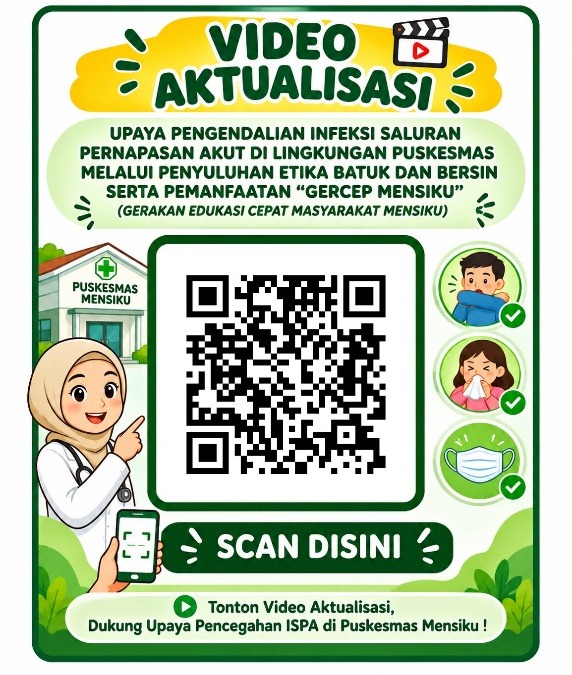 VIDEO
AKTUALISASI
UPAYA PENGENDALIAN INFEKSI SALURAN
PERNAPASAN AKUT DI LINGKUNGAN PUSKESMAS
MELALUI PENYULUHAN ETIKA BATUK DAN BERSIN
SERTA PEMANFAATAN “GERCEP MENSIKU”
(GERAKAN EDUKASI CEPAT MASYARAKAT MENSIKU)
PUSKESMAS
MENSIKU
SCAN DISINI
Tonton Video Aktualisasi,
Dukung Upaya Pencegahan ISPA di Puskesmas Mensiku !